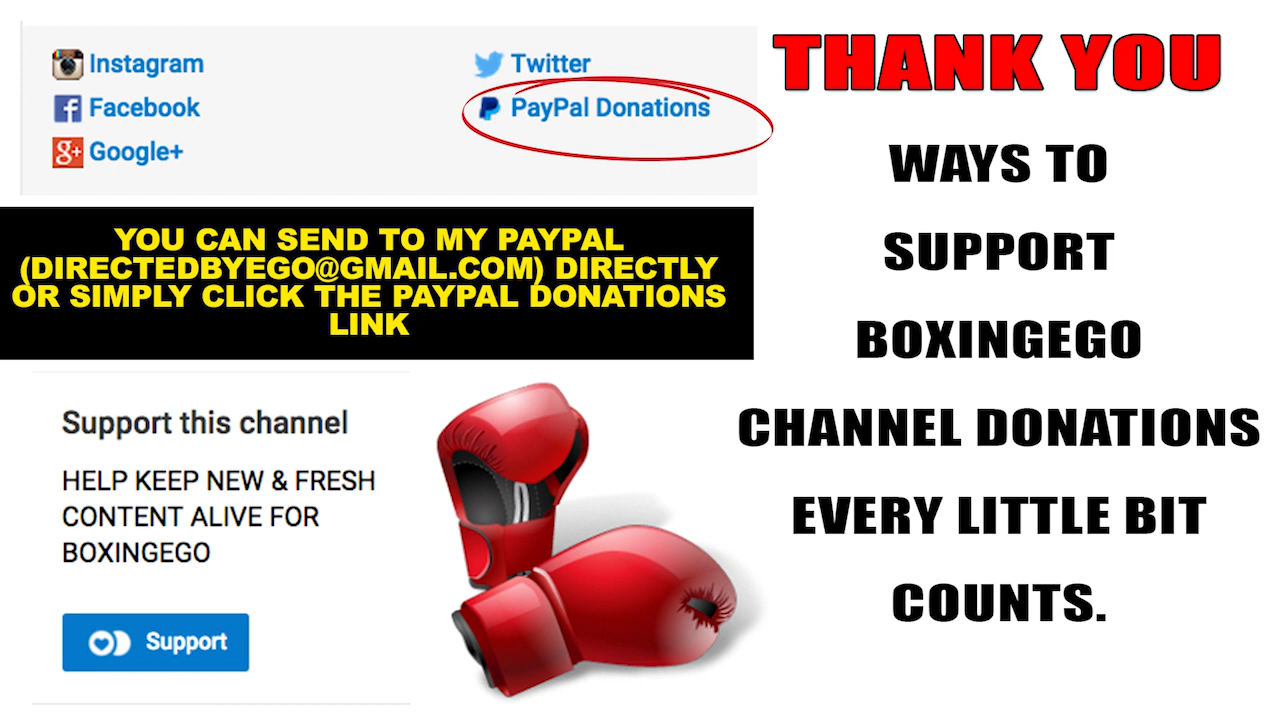 Instagram
Twitter
Facebook
PayPal Donations
Google+
YOU CAN SEND TO MY PAYPAL
(DIRECTEDBYEGO@GMAIL.COM) DIRECTLY
OR SIMPLY CLICK THE PAYPAL DONATIONS
LINK
Support this channel
HELP KEEP NEW & FRESH
CONTENT ALIVE FOR
BOXINGEGO
Support
THANK YOU
WAYS TO
SUPPORT
BOXINGEGO
CHANNEL DONATIONS
EVERY LITTLE BIT
COUNTS.